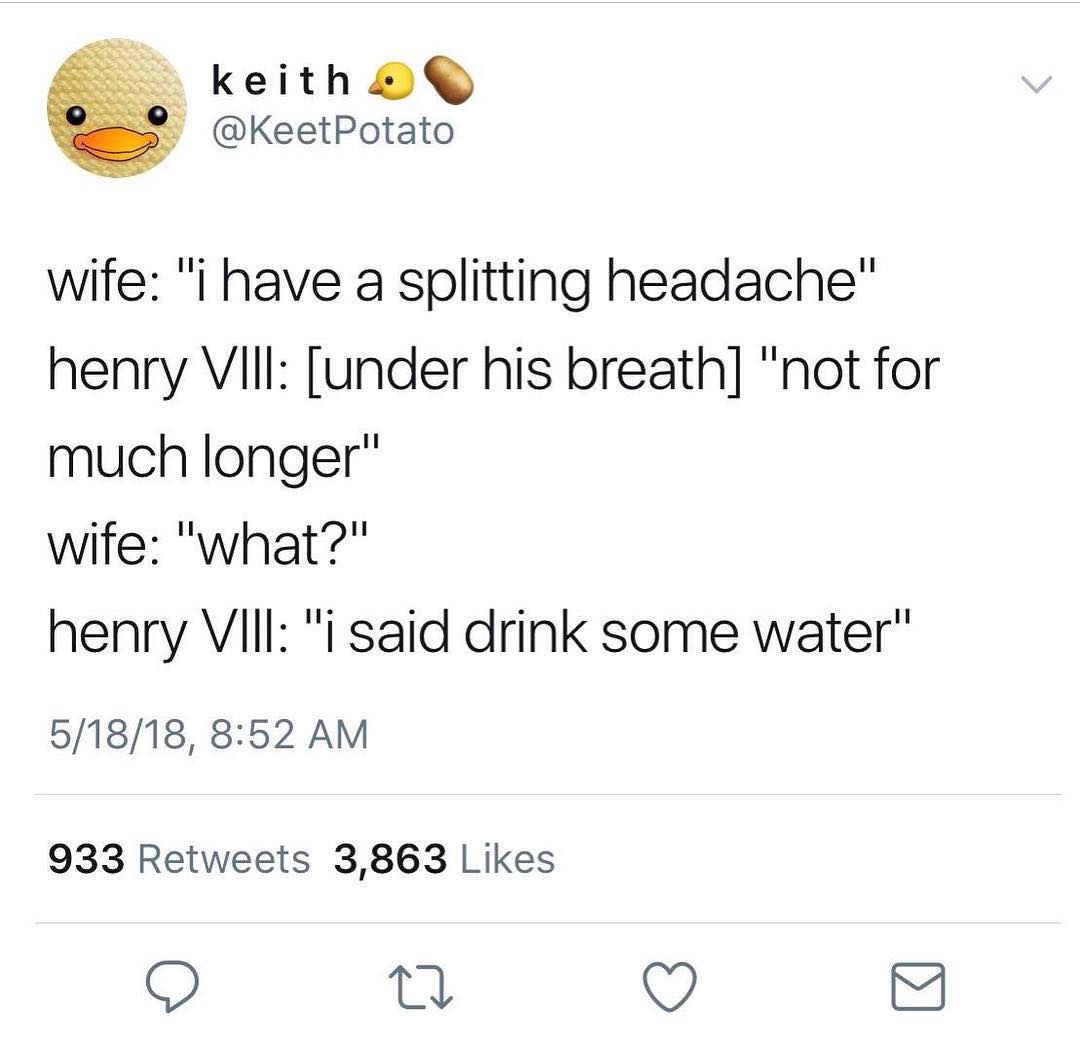 keith 🐤🥔
@KeetPotato
wife: "i have a splitting headache"
henry VIII: [under his breath] "not for
much longer"
wife: "what?"
henry VIII: "i said drink some water"
5/18/18, 8:52 AM
933 Retweets 3,863 Likes